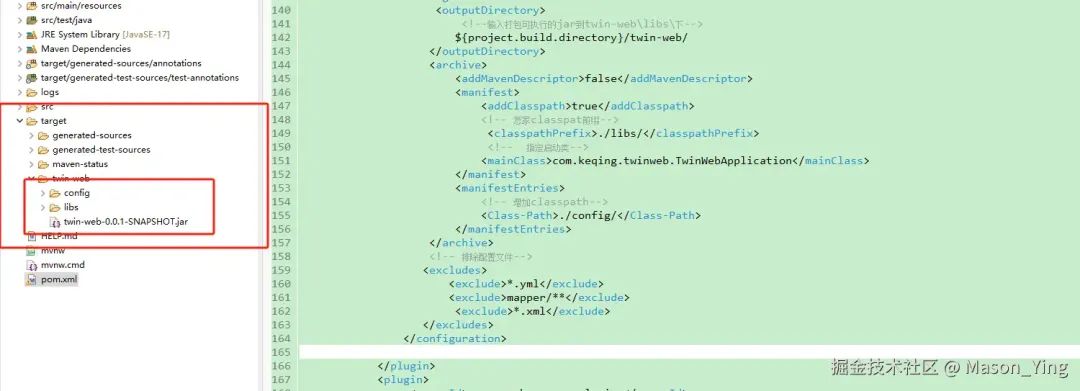 src/main/resources
src/test/java
JRE System Library [JavaSE-17]
Maven Dependencies
target/generated-sources/annotations
target/generated-test-sources/test-annotations
logs
src
target
generated-sources
generated-test-sources
maven-status
twin-web
config
libs
twin-web-0.0.1-SNAPSHOT.jar
HELP.md
mvnw
mvnw.cmd
pom.xml
140 <outputDirectory>
141 <!--输入打包可执行的jar到twin-web\libs\下-->
142 ${project.build.directory}/twin-web/
143 </outputDirectory>
144 <archive>
145 <addMavenDescriptor>false</addMavenDescriptor>
146 <manifest>
147 <addClasspath>true</addClasspath>
148 <!-- classpat前缀-->
149 <classpathPrefix>./libs/</classpathPrefix>
150 <!-- 指定启动类-->
151 <mainClass>com.keqing.twinweb.TwinWebApplication</mainClass>
152 </manifest>
153 <manifestEntries>
154 <!-- 增加classpath-->
155 <Class-Path>./config/</Class-Path>
156 </manifestEntries>
157 </archive>
158 <!-- 排除配置文件-->
159 <excludes>
160 <exclude>*.yml</exclude>
161 <exclude>mapper/**</exclude>
162 <exclude>*.xml</exclude>
163 </excludes>
164 </configuration>
165
166 </plugin>
167 <plugin>
掘金技术社区 @ Mason_Ying